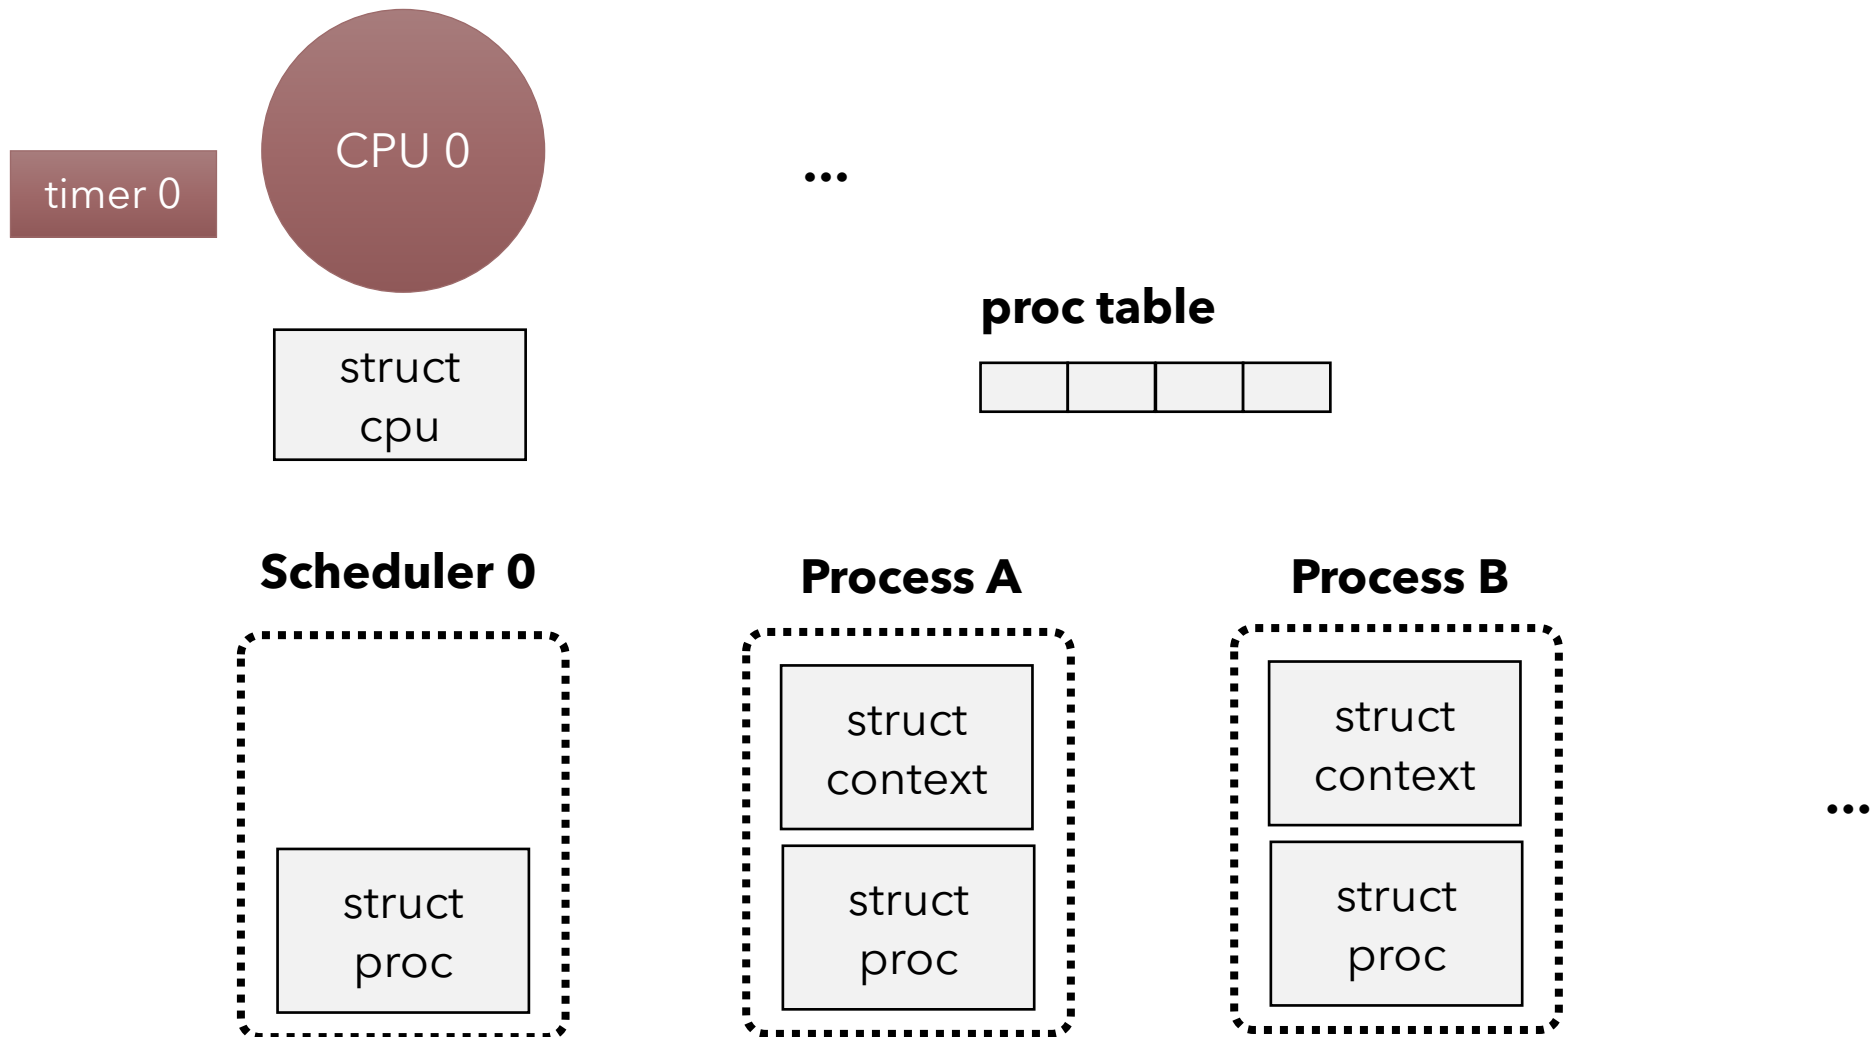 CPU 0
timer 0
...
proc table
struct
cpu
Scheduler 0
Process A
Process B
struct
context
struct
context
...
struct
proc
struct
proc
struct
proc